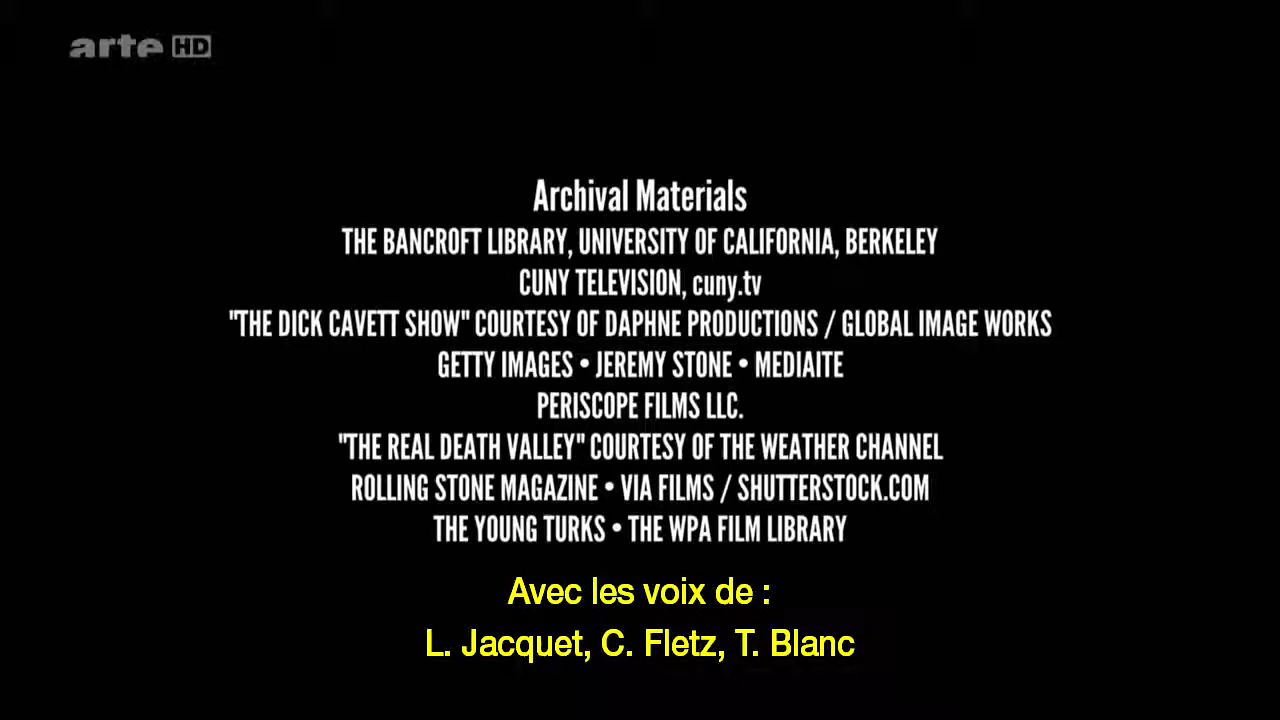 arte HD
Archival Materials
THE BANCROFT LIBRARY, UNIVERSITY OF CALIFORNIA, BERKELEY
CUNY TELEVISION, cuny.tv
"THE DICK CAVETT SHOW" COURTESY OF DAPHNE PRODUCTIONS / GLOBAL IMAGE WORKS
GETTY IMAGES • JEREMY STONE • MEDIAITE
PERISCOPE FILMS LLC.
"THE REAL DEATH VALLEY" COURTESY OF THE WEATHER CHANNEL
ROLLING STONE MAGAZINE • VIA FILMS / SHUTTERSTOCK.COM
THE YOUNG TURKS • THE WPA FILM LIBRARY
Avec les voix de :
L. Jacquet, C. Fletz, T. Blanc